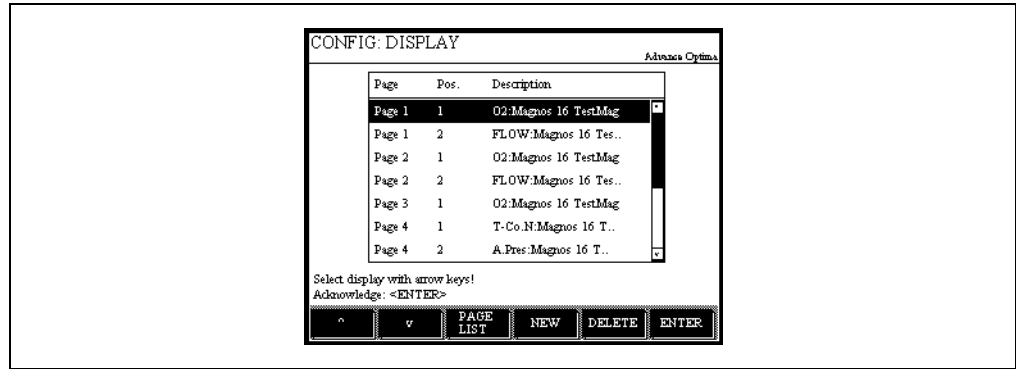 CONFIG: DISPLAY
Advance Optima
Page Pos. Description
Page 1 1 O2:Magnos 16 TestMag
Page 1 2 FLOW:Magnos 16 Tes..
Page 2 1 O2:Magnos 16 TestMag
Page 2 2 FLOW:Magnos 16 Tes..
Page 3 1 O2:Magnos 16 TestMag
Page 4 1 T-Co.N:Magnos 16 T..
Page 4 2 A.Pres:Magnos 16 T..
Select display with arrow keys!
Acknowledge: <ENTER>
^ v PAGE LIST NEW DELETE ENTER